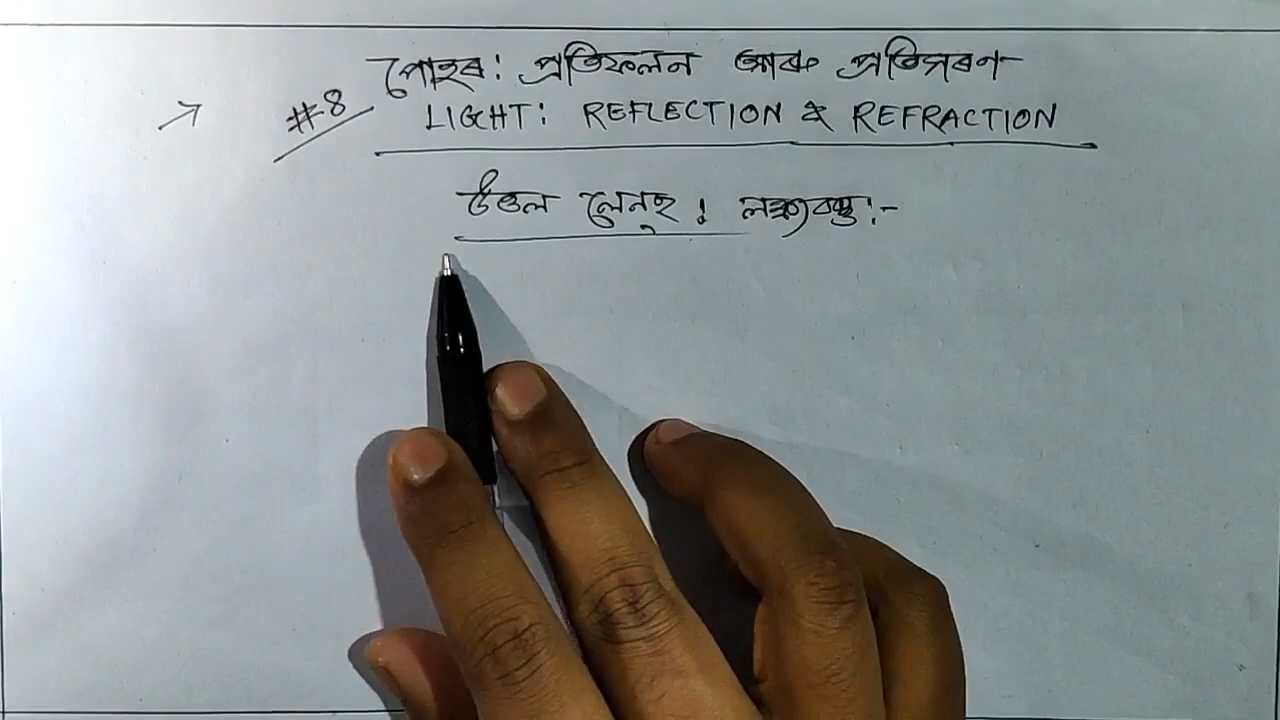 পোহৰ: প্ৰতিফলন আৰু প্ৰতিসৰণ
#8 LIGHT: REFLECTION & REFRACTION
উত্তল লেন্‌ছ : লক্ষ্যবস্তু:-